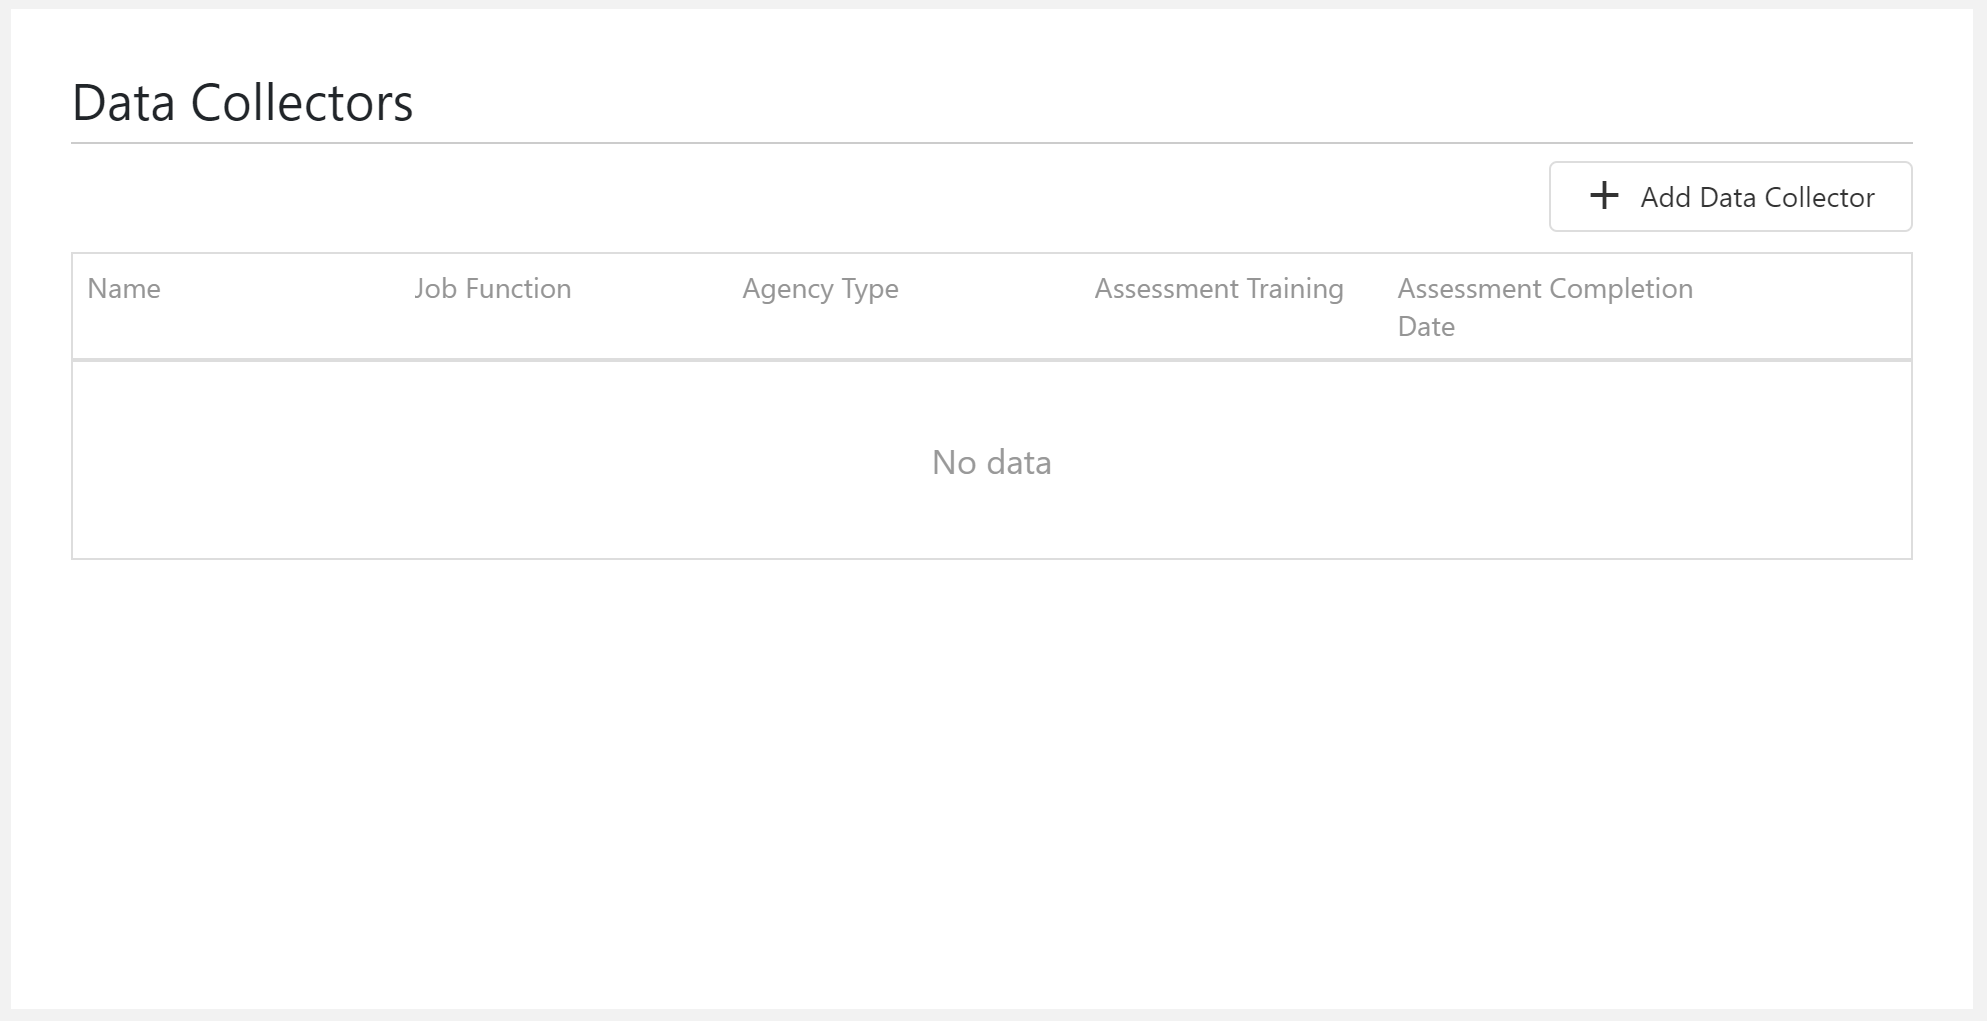 Data Collectors
Add Data Collector
Name Job Function Agency Type Assessment Training Assessment Completion
Date
No data